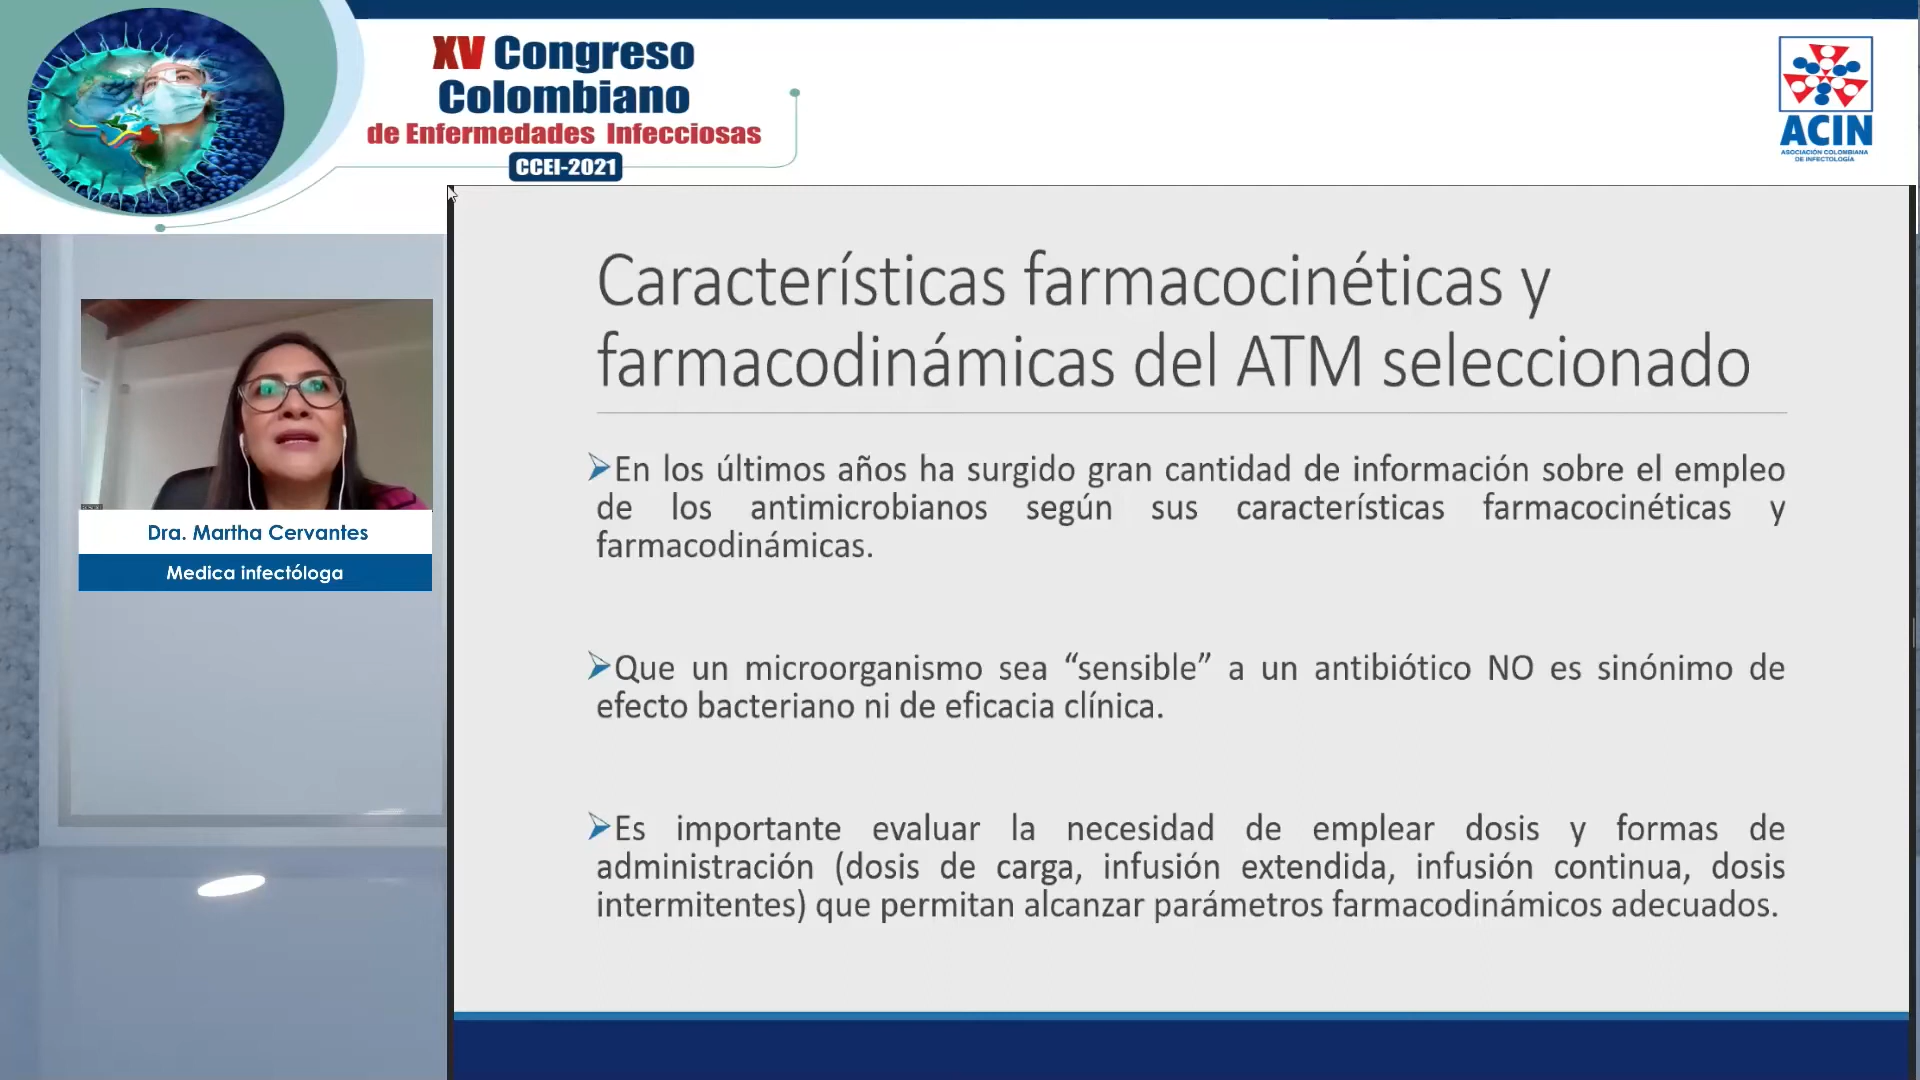 XV Congreso
Colombiano
de Enfermedades Infecciosas
CCEI-2021
ACIN
ASOCIACIÓN COLOMBIANA
DE INFECTOLOGÍA
Dra. Martha Cervantes
Medica infectóloga
Características farmacocinéticas y
farmacodinámicas del ATM seleccionado
En los últimos años ha surgido gran cantidad de información sobre el empleo
de los antimicrobianos según sus características farmacocinéticas y
farmacodinámicas.
Que un microorganismo sea “sensible” a un antibiótico NO es sinónimo de
efecto bacteriano ni de eficacia clínica.
Es importante evaluar la necesidad de emplear dosis y formas de
administración (dosis de carga, infusión extendida, infusión continua, dosis
intermitentes) que permitan alcanzar parámetros farmacodinámicos adecuados.